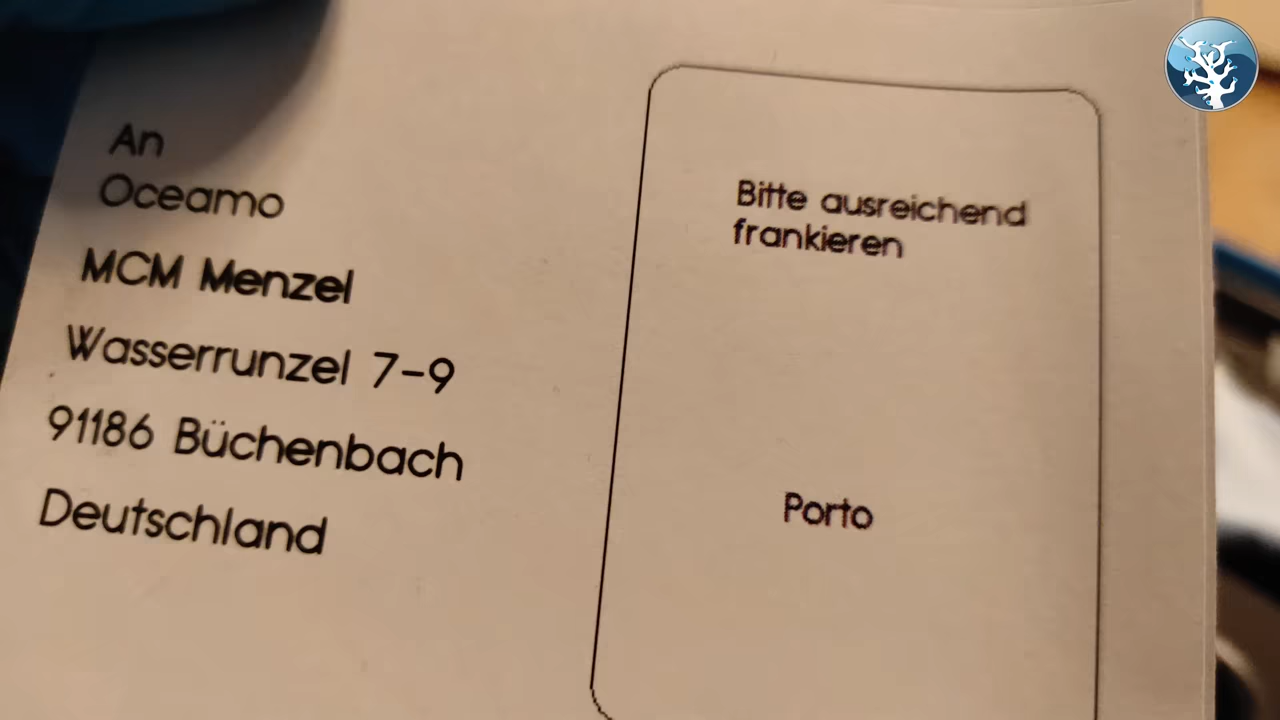 An
Oceamo
MCM Menzel
Wasserrunzel 7-9
91186 Büchenbach
Deutschland
Bitte ausreichend
frankieren
Porto